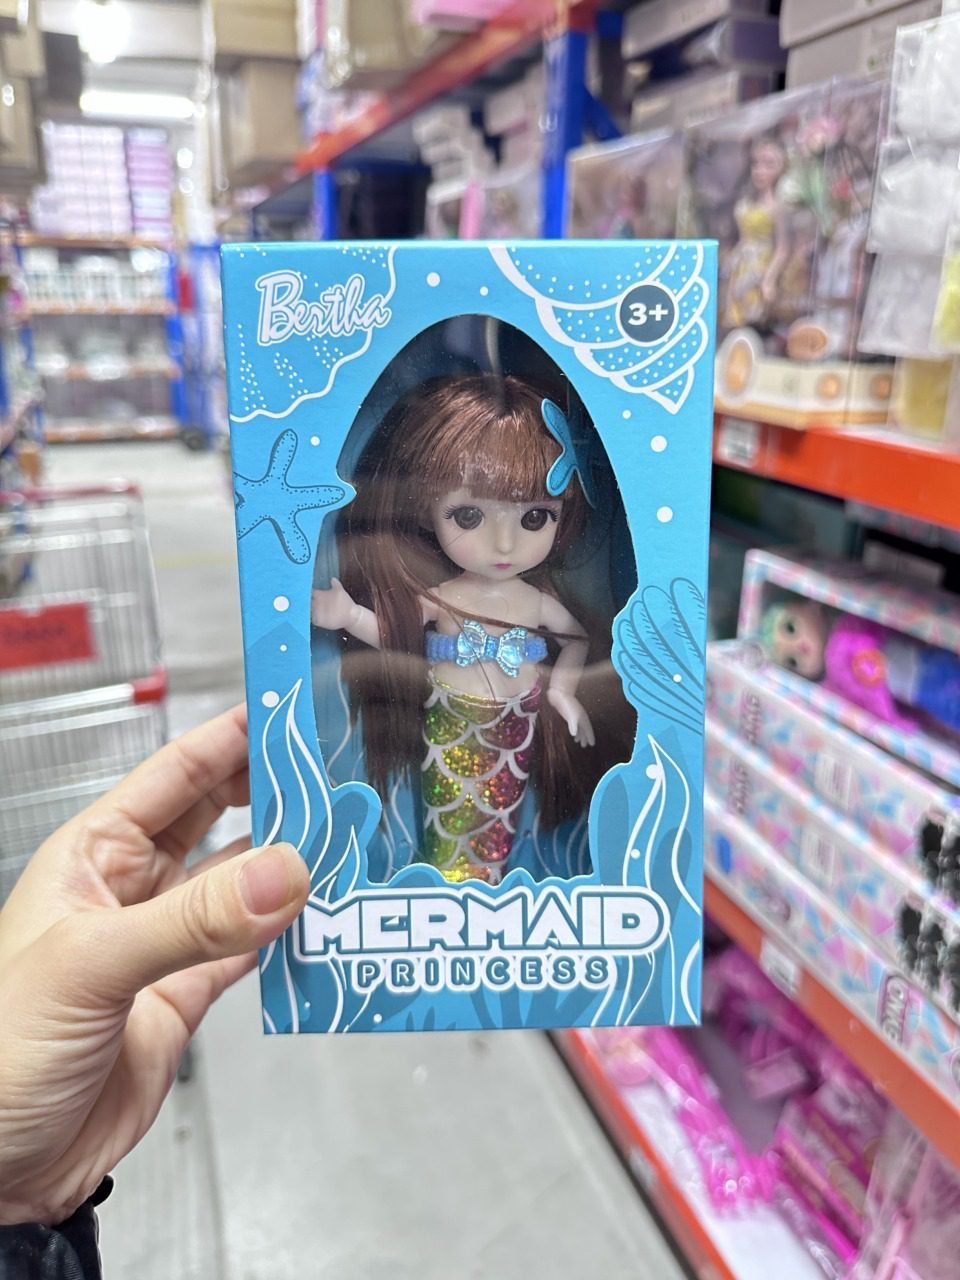 Bertha
3+
MERMAID
PRINCESS